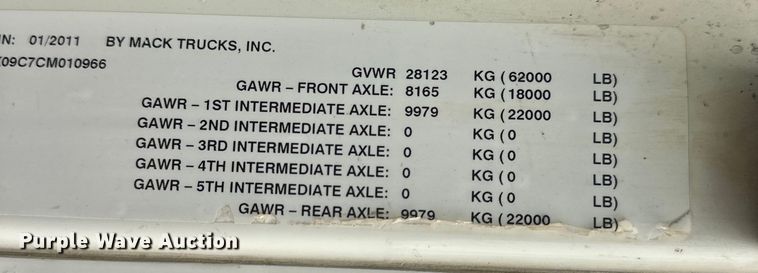 IN: 01/2011 BY MACK TRUCKS, INC.
09C7CM010966
GVWR 28123 KG ( 62000 LB)
GAWR – FRONT AXLE: 8165 KG ( 18000 LB)
GAWR – 1ST INTERMEDIATE AXLE: 9979 KG ( 22000 LB)
GAWR – 2ND INTERMEDIATE AXLE: 0 KG ( 0 LB)
GAWR – 3RD INTERMEDIATE AXLE: 0 KG ( 0 LB)
GAWR – 4TH INTERMEDIATE AXLE: 0 KG ( 0 LB)
GAWR – 5TH INTERMEDIATE AXLE: 0 KG ( 0 LB)
GAWR – REAR AXLE: 9979 KG ( 22000 LB)
Purple Wave Auction